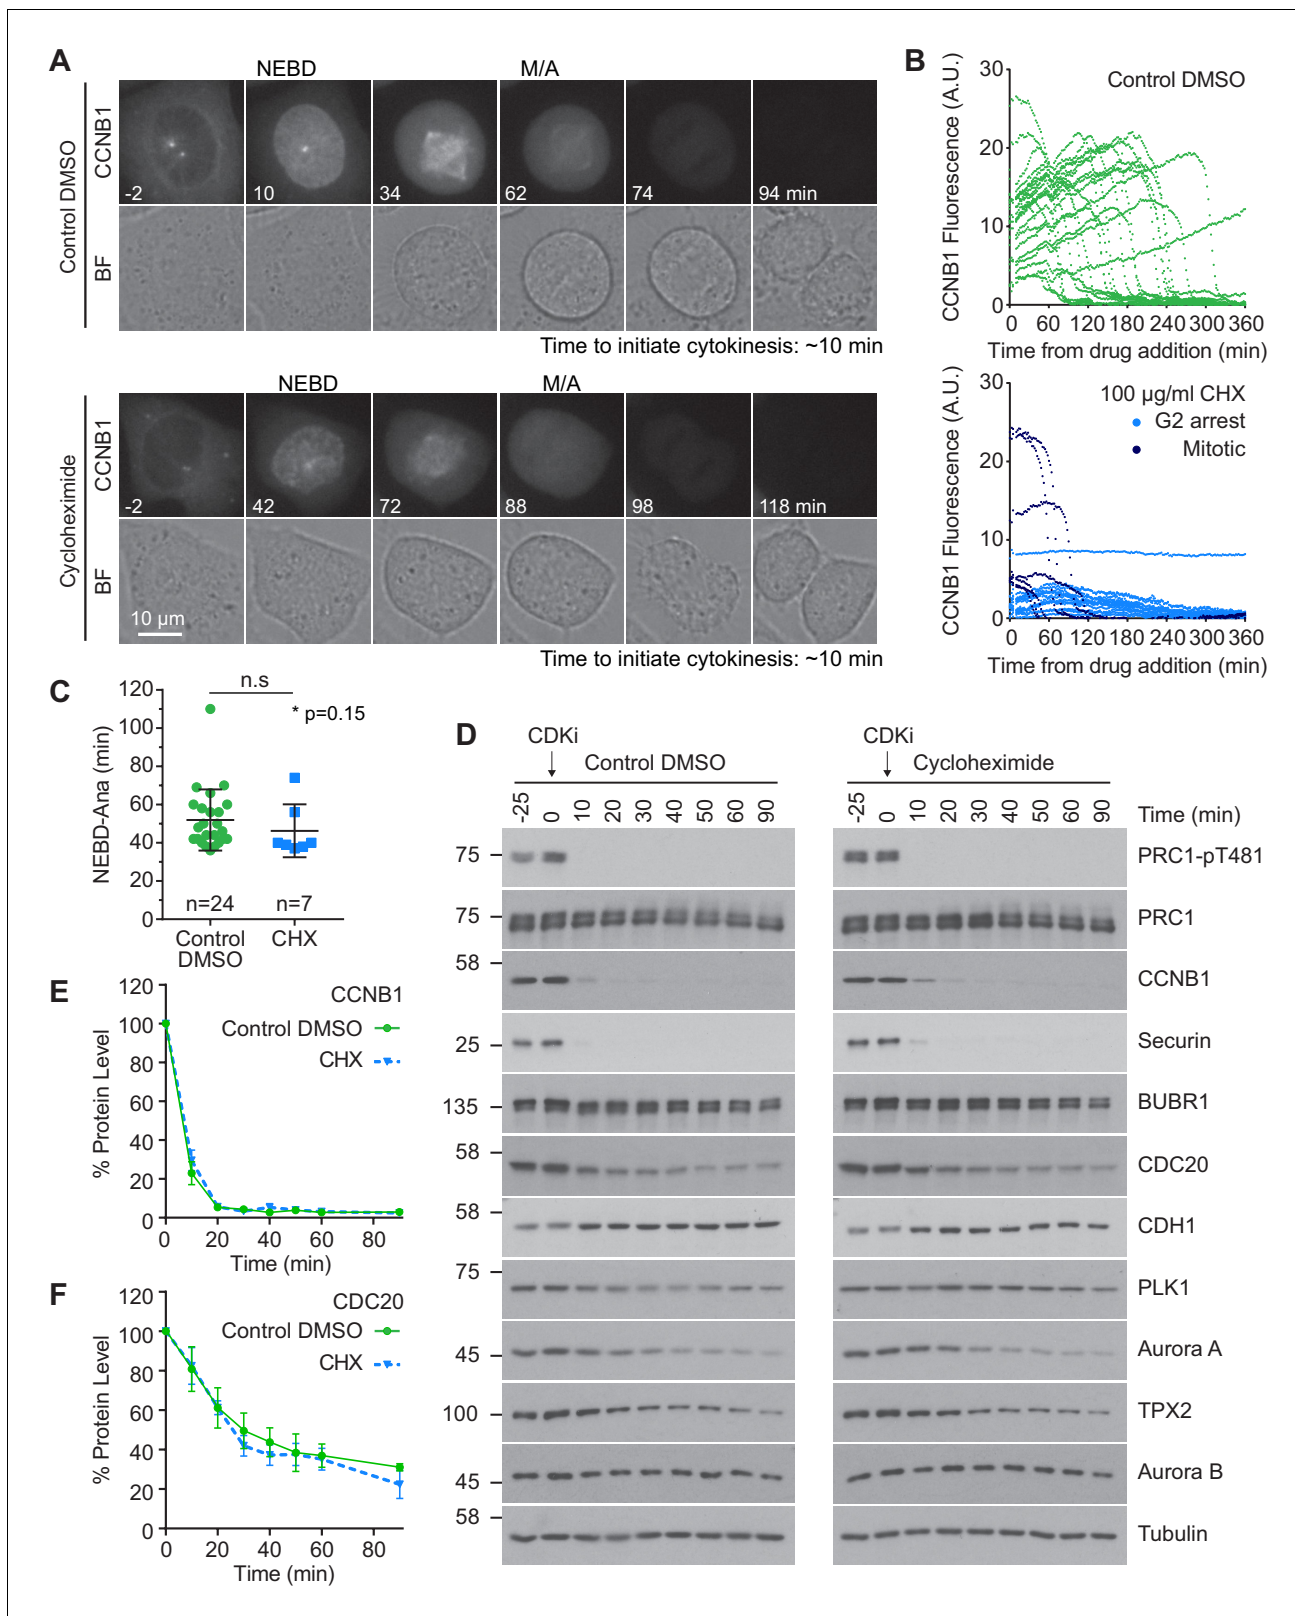 A
NEBD
M/A
Control DMSO
CCNB1
-2
10
34
62
74
94 min
BF
Time to initiate cytokinesis: ~10 min
NEBD
M/A
Cycloheximide
CCNB1
-2
42
72
88
98
118 min
BF
10 µm
Time to initiate cytokinesis: ~10 min
B
Control DMSO
CCNB1 Fluorescence (A.U.)
30
20
10
0
0 60 120 180 240 300 360
Time from drug addition (min)
100 µg/ml CHX
G2 arrest
Mitotic
CCNB1 Fluorescence (A.U.)
30
20
10
0
0 60 120 180 240 300 360
Time from drug addition (min)
C
n.s
* p=0.15
NEBD-Ana (min)
120
100
80
60
40
20
0
n=24
n=7
Control DMSO
CHX
D
CDKi
Control DMSO
-25 0 10 20 30 40 50 60 90
CDKi
Cycloheximide
-25 0 10 20 30 40 50 60 90
Time (min)
75
PRC1-pT481
75
PRC1
58
CCNB1
25
Securin
135
BUBR1
58
CDC20
58
CDH1
75
PLK1
45
Aurora A
100
TPX2
45
Aurora B
58
Tubulin
E
CCNB1
Control DMSO
CHX
% Protein Level
120
100
80
60
40
20
0
0 20 40 60 80
Time (min)
F
CDC20
Control DMSO
CHX
% Protein Level
120
100
80
60
40
20
0
0 20 40 60 80
Time (min)